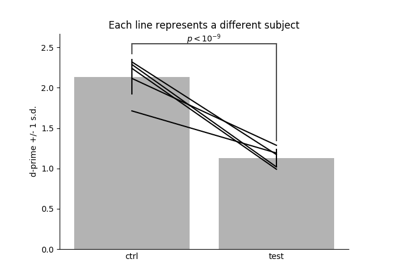 Each line represents a different subject
p < 10⁻⁹
2.5
2.0
1.5
1.0
0.5
0.0
d-prime +/- 1 s.d.
ctrl test